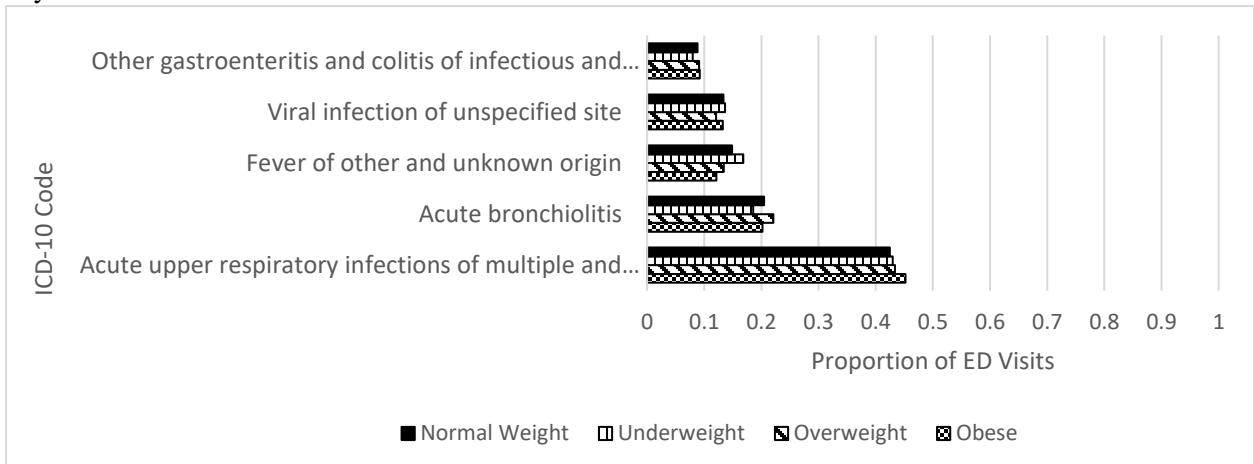 Other gastroenteritis and colitis of infectious and...
Viral infection of unspecified site
Fever of other and unknown origin
Acute bronchiolitis
Acute upper respiratory infections of multiple and...
ICD-10 Code
0 0.1 0.2 0.3 0.4 0.5 0.6 0.7 0.8 0.9 1
Proportion of ED Visits
Normal Weight Underweight Overweight Obese